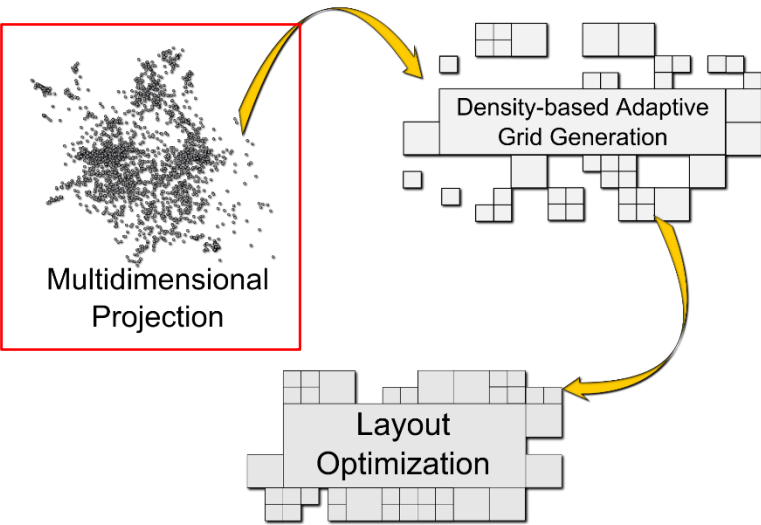 Multidimensional
Projection
Density-based Adaptive
Grid Generation
Layout
Optimization